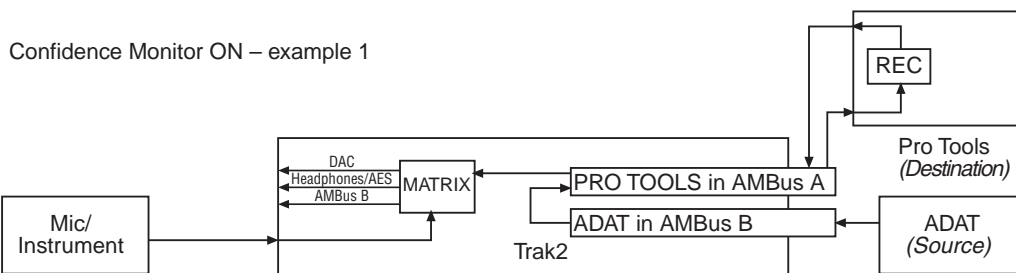 Confidence Monitor ON – example 1
REC
Pro Tools
(Destination)
DAC
Headphones/AES
AMBus B
MATRIX
PRO TOOLS in AMBus A
ADAT in AMBus B
Trak2
Mic/
Instrument
ADAT
(Source)